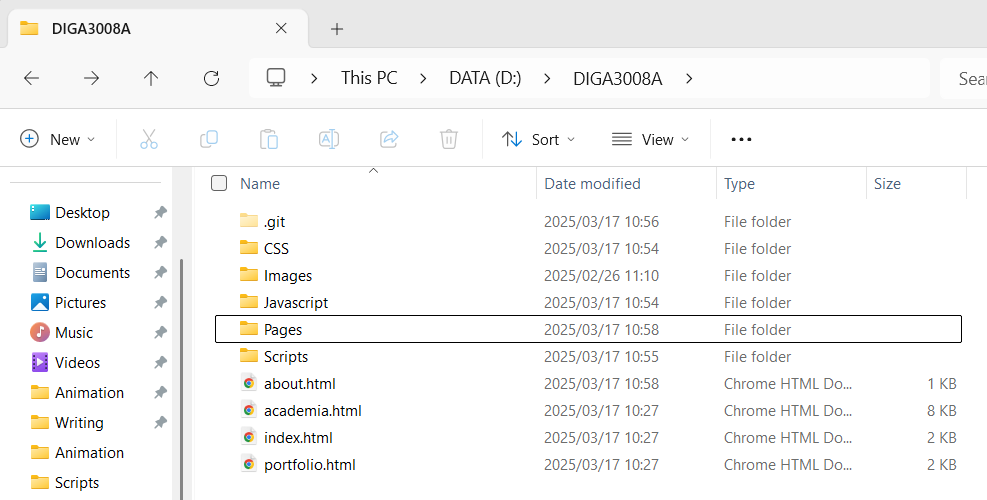 DIGA3008A
This PC > DATA (D:) > DIGA3008A > Sea
New Sort View
Name Date modified Type Size
Desktop
Downloads
Documents
Pictures
Music
Videos
Animation
Writing
Animation
Scripts
.git 2025/03/17 10:56 File folder
CSS 2025/03/17 10:54 File folder
Images 2025/02/26 11:10 File folder
Javascript 2025/03/17 10:54 File folder
Pages 2025/03/17 10:58 File folder
Scripts 2025/03/17 10:55 File folder
about.html 2025/03/17 10:58 Chrome HTML Do... 1 KB
academia.html 2025/03/17 10:27 Chrome HTML Do... 8 KB
index.html 2025/03/17 10:27 Chrome HTML Do... 2 KB
portfolio.html 2025/03/17 10:27 Chrome HTML Do... 2 KB